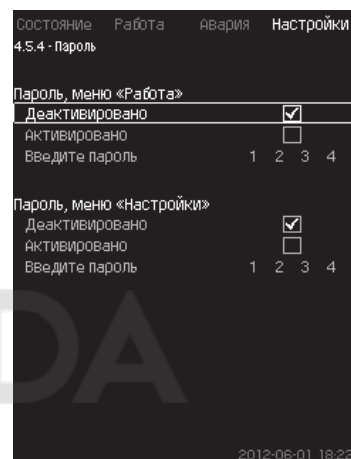 Состояние Работа Авария Настройки
4.5.4 - Пароль
Пароль, меню «Работа»
Деактивировано
Активировано
Введите пароль 1 2 3 4
Пароль, меню «Настройки»
Деактивировано
Активировано
Введите пароль 1 2 3 4
DA
2012-06-01 18:22